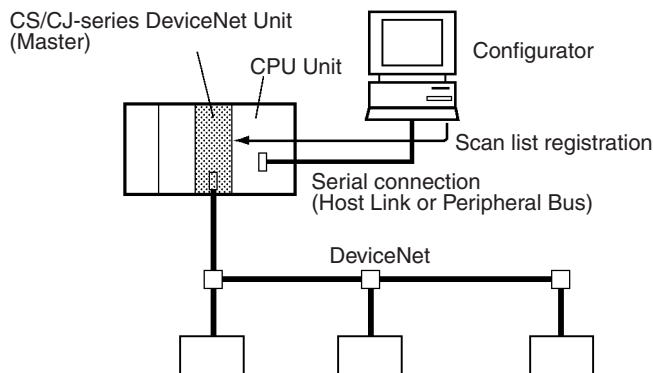 CS/CJ-series DeviceNet Unit
(Master)
Configurator
CPU Unit
Scan list registration
Serial connection
(Host Link or Peripheral Bus)
DeviceNet